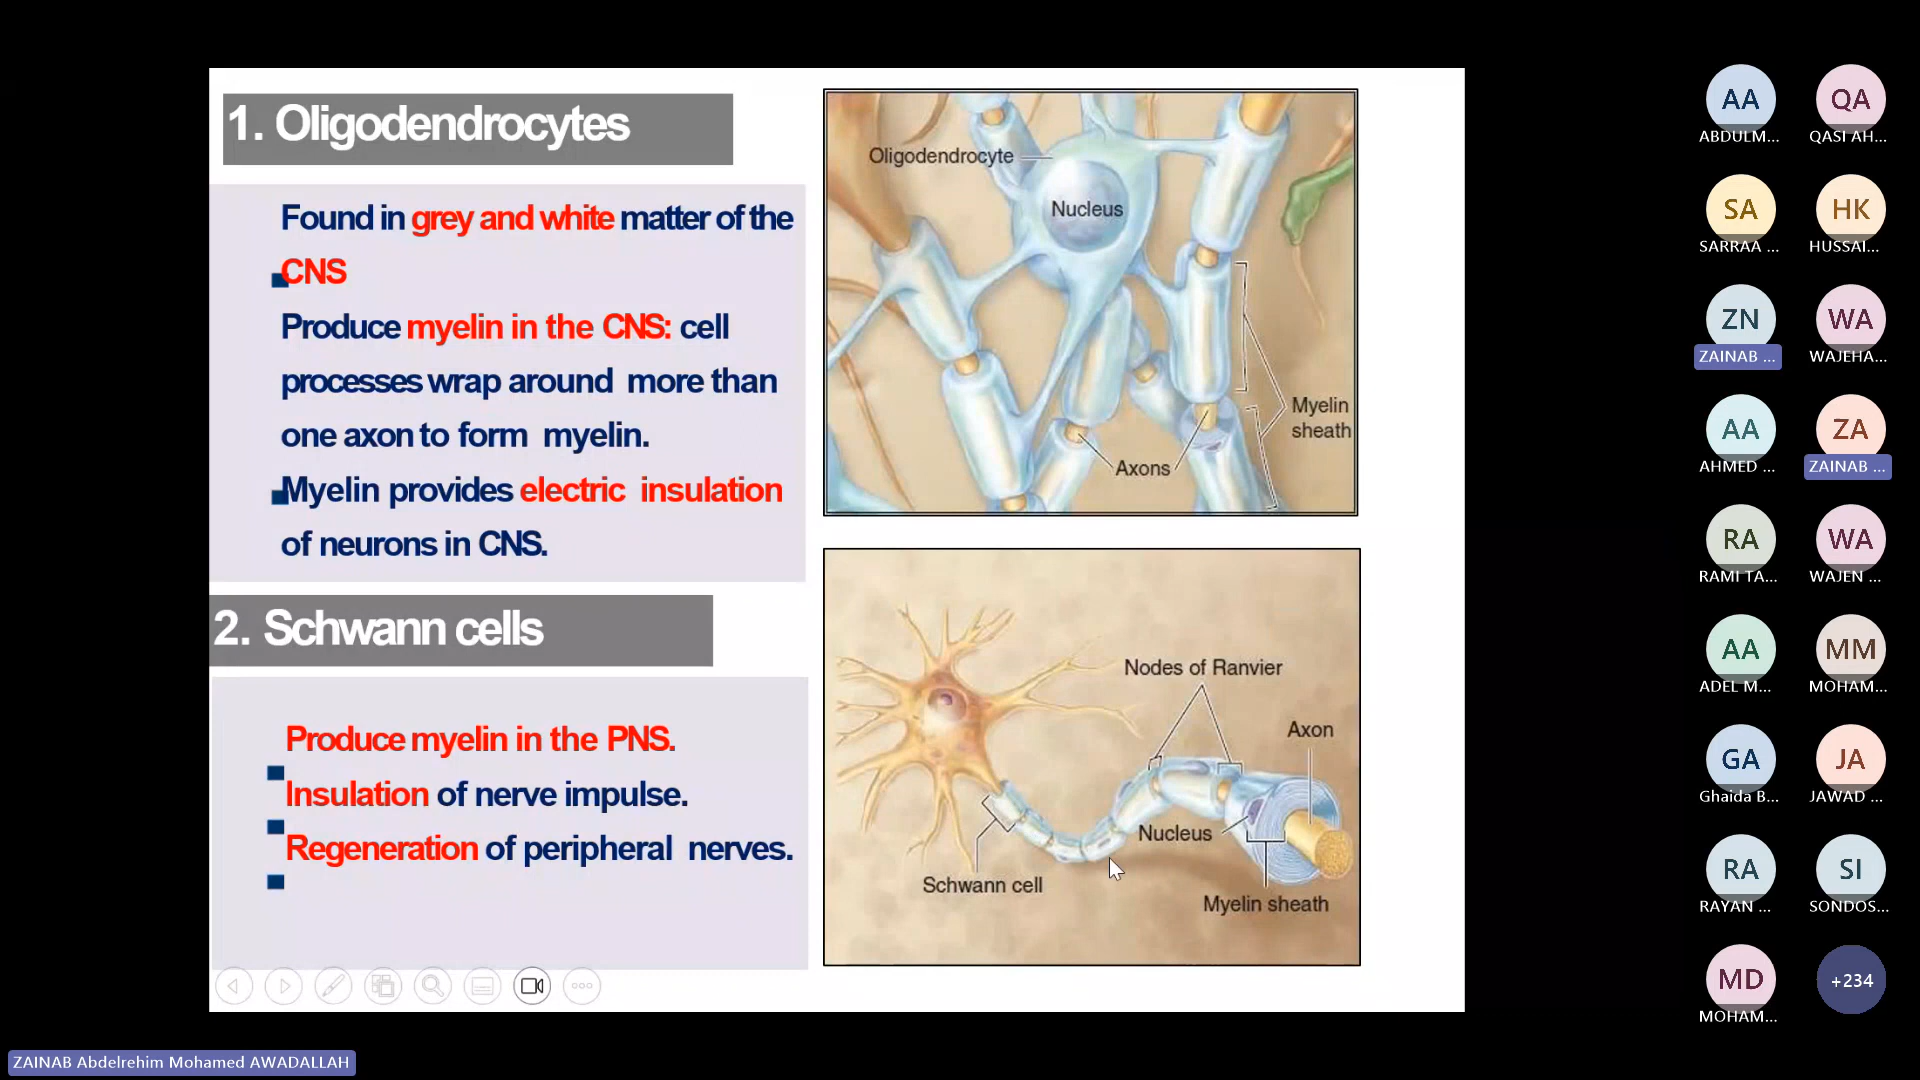 1. Oligodendrocytes
Found in grey and white matter of the
CNS
Produce myelin in the CNS: cell
processes wrap around more than
one axon to form myelin.
Myelin provides electric insulation
of neurons in CNS.
2. Schwann cells
Produce myelin in the PNS.
Insulation of nerve impulse.
Regeneration of peripheral nerves.
Oligodendrocyte
Nucleus
Myelin
sheath
Axons
Nodes of Ranvier
Axon
Nucleus
Schwann cell
Myelin sheath
AA
ABDULM...
QA
QASI AH...
SA
SARRAA ...
HK
HUSSAI...
ZN
ZAINAB ...
WA
WAJEHA...
AA
AHMED ...
ZA
ZAINAB ...
RA
RAMI TA...
WA
WAJEN ...
AA
ADEL M...
MM
MOHAM...
GA
Ghaida B...
JA
JAWAD ...
RA
RAYAN ...
SI
SONDOS...
MD
MOHAM...
+234
ZAINAB Abdelrehim Mohamed AWADALLAH